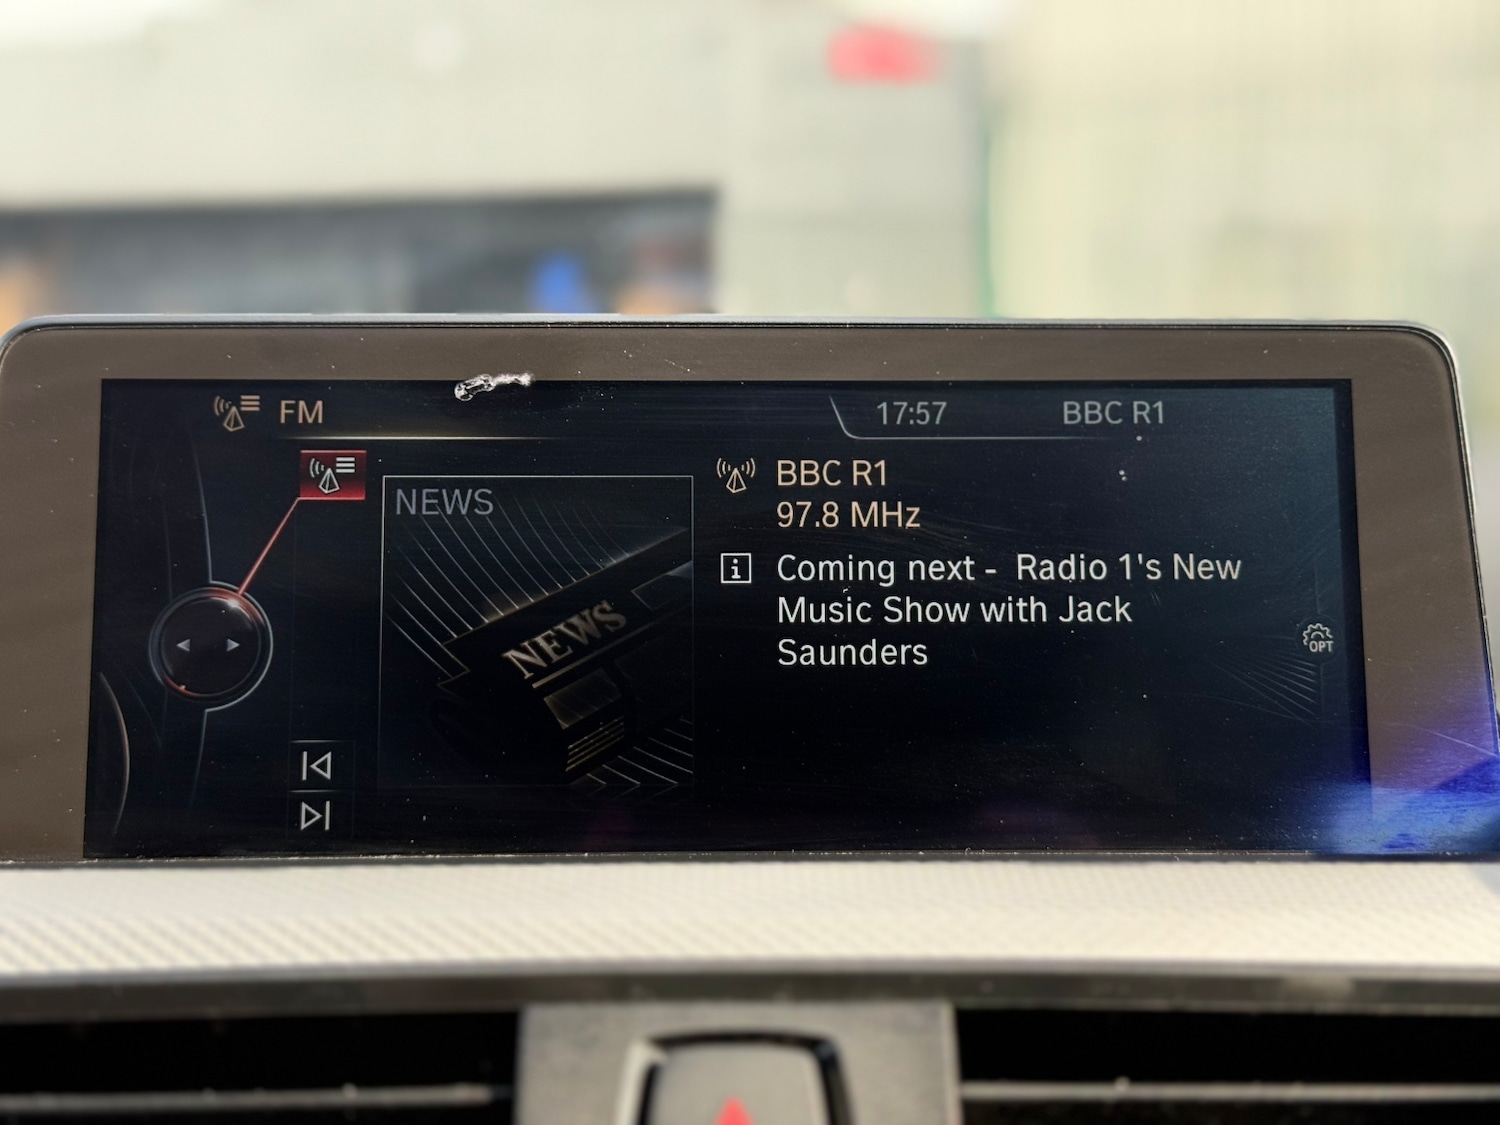 FM
17:57
BBC R1
NEWS
NEWS
BBC R1
97.8 MHz
Coming next - Radio 1's New
Music Show with Jack
Saunders
OPT